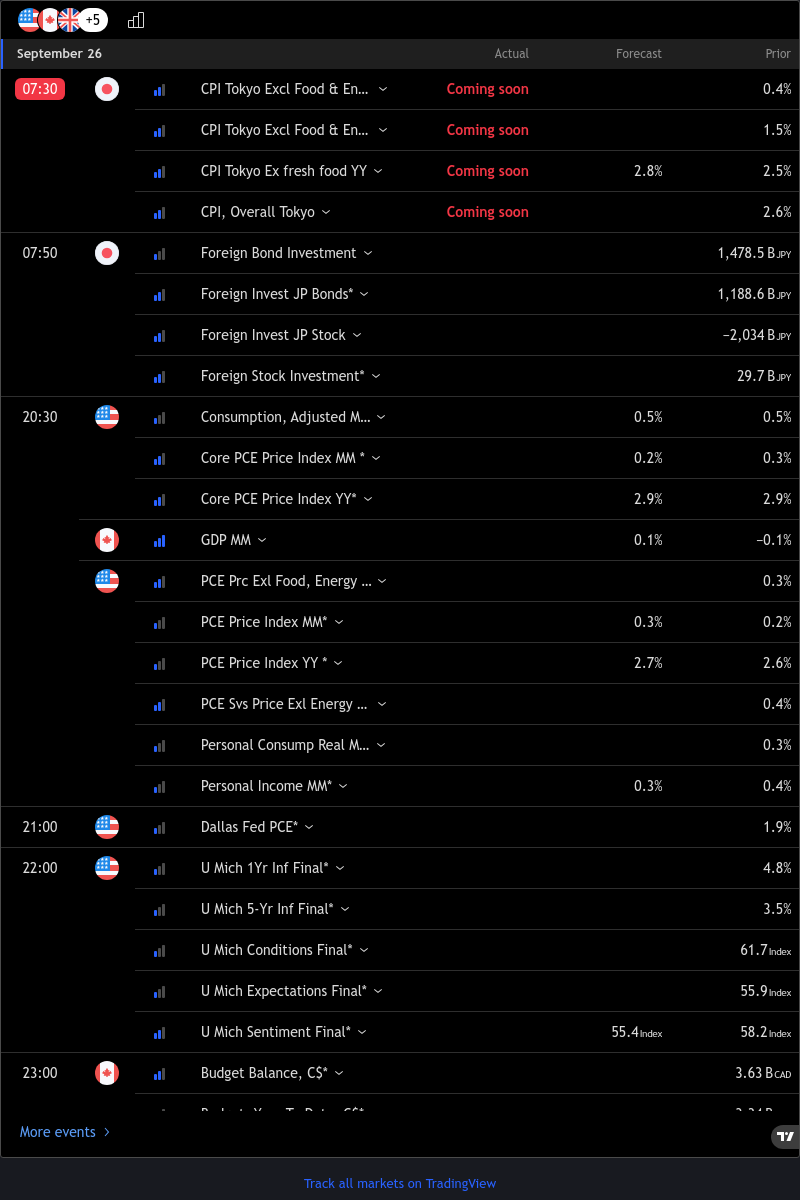 +5
September 26 Actual Forecast Prior
07:30 CPI Tokyo Excl Food & En... Coming soon 0.4%
CPI Tokyo Excl Food & En... Coming soon 1.5%
CPI Tokyo Ex fresh food YY Coming soon 2.8% 2.5%
CPI, Overall Tokyo Coming soon 2.6%
07:50 Foreign Bond Investment 1,478.5 B JPY
Foreign Invest JP Bonds* 1,188.6 B JPY
Foreign Invest JP Stock −2,034 B JPY
Foreign Stock Investment* 29.7 B JPY
20:30 Consumption, Adjusted M... 0.5% 0.5%
Core PCE Price Index MM * 0.2% 0.3%
Core PCE Price Index YY* 2.9% 2.9%
GDP MM 0.1% −0.1%
PCE Prc Exl Food, Energy ... 0.3%
PCE Price Index MM* 0.3% 0.2%
PCE Price Index YY * 2.7% 2.6%
PCE Svs Price Exl Energy ... 0.4%
Personal Consump Real M... 0.3%
Personal Income MM* 0.3% 0.4%
21:00 Dallas Fed PCE* 1.9%
22:00 U Mich 1Yr Inf Final* 4.8%
U Mich 5-Yr Inf Final* 3.5%
U Mich Conditions Final* 61.7 Index
U Mich Expectations Final* 55.9 Index
U Mich Sentiment Final* 55.4 Index 58.2 Index
23:00 Budget Balance, C$* 3.63 B CAD
More events
Track all markets on TradingView